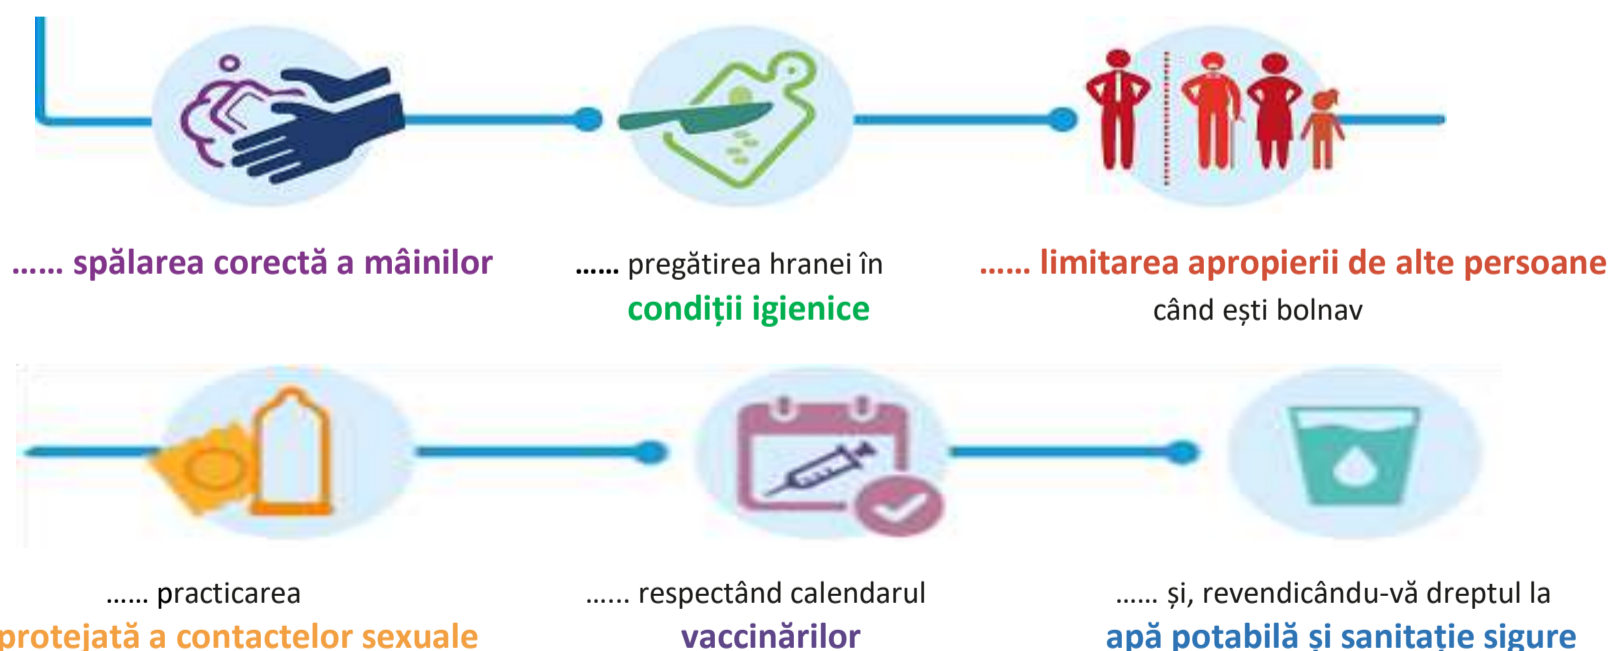 ...... spălarea corectă a mâinilor
...... pregătirea hranei în
condiții igienice
...... limitarea apropierii de alte persoane
când ești bolnav
...... practicarea
protejată a contactelor sexuale
...... respectând calendarul
vaccinărilor
...... și, revendicându-vă dreptul la
apă potabilă și sanitație sigure